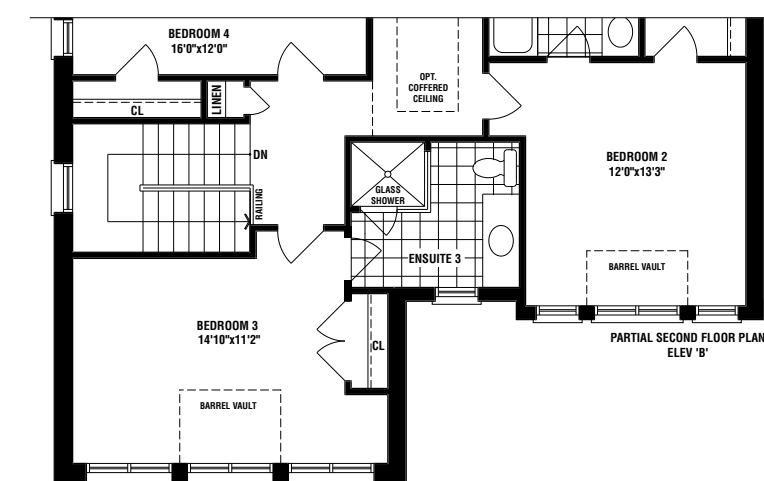 BEDROOM 4
16'0"x12'0"
OPT.
COFFERED
CEILING
CL
LINEN
DN
RAILING
BEDROOM 2
12'0"x13'3"
GLASS
SHOWER
ENSUITE 3
BARREL VAULT
BEDROOM 3
14'10"x11'2"
CL
PARTIAL SECOND FLOOR PLAN
ELEV 'B'
BARREL VAULT